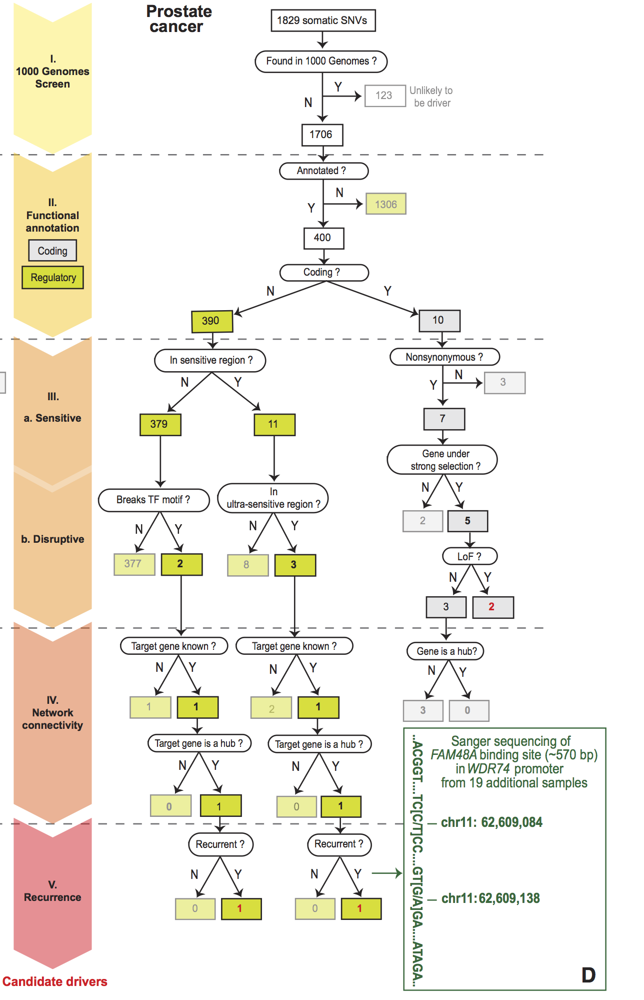 Prostate
cancer
1829 somatic SNVs
I.
1000 Genomes
Screen
Found in 1000 Genomes ?
Y
N
123
Unlikely to
be driver
1706
II.
Functional
annotation
Coding
Regulatory
Annotated ?
N
Y
1306
400
Coding ?
N
Y
390
10
III.
a. Sensitive
In sensitive region ?
Nonsynonymous ?
N
Y
N
Y
3
379
11
7
Gene under
strong selection ?
b. Disruptive
Breaks TF motif ?
In
ultra-sensitive region ?
N
Y
2
5
N
Y
N
Y
377
2
8
3
LoF ?
N
Y
3
2
IV.
Network
connectivity
Target gene known ?
Target gene known ?
Gene is a hub?
N
Y
N
Y
N
Y
1
1
2
1
3
0
Target gene is a hub ?
Target gene is a hub ?
N
Y
N
Y
0
1
0
1
V.
Recurrence
Recurrent ?
Recurrent ?
N
Y
N
Y
0
1
0
1
Candidate drivers
Sanger sequencing of
FAM48A binding site (~570 bp)
in WDR74 promoter
from 19 additional samples
..ACGGT....TC[C/T]CC....GT[G/A]GA....ATAGA..
chr11: 62,609,084
chr11: 62,609,138
D